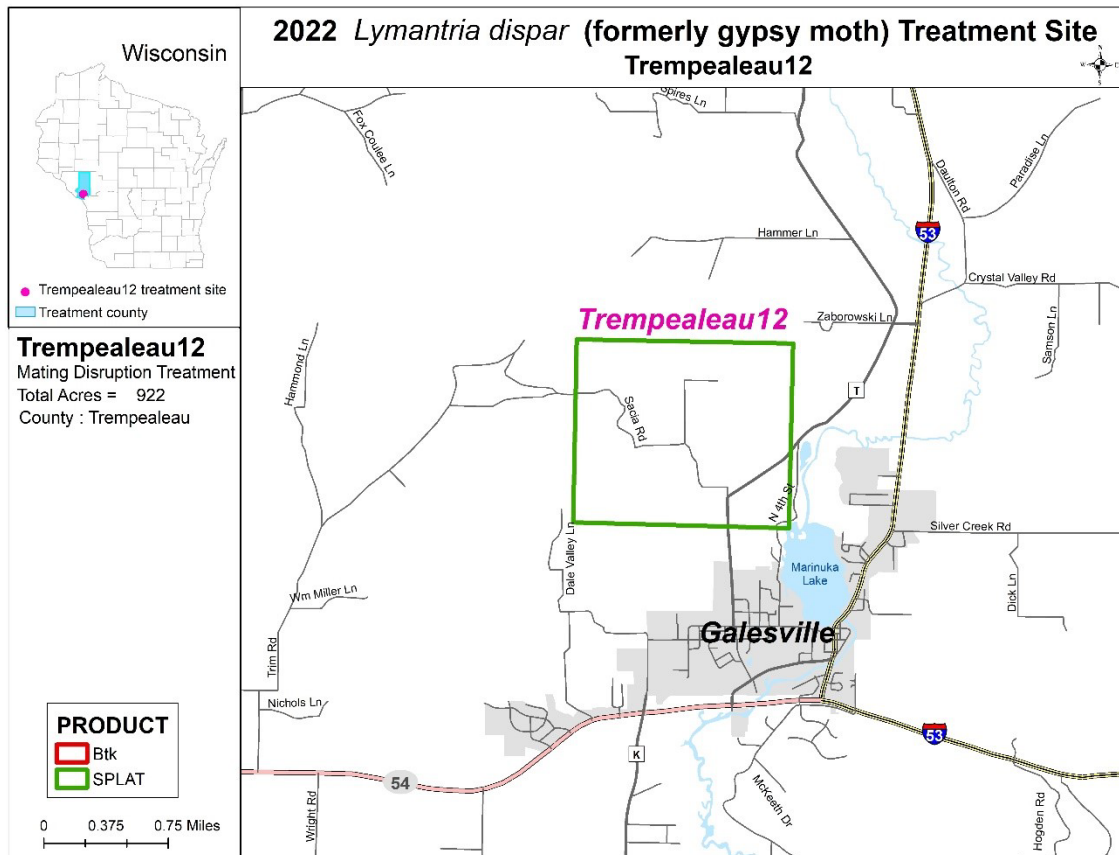 2022 Lymantria dispar (formerly gypsy moth) Treatment Site
Trempealeau12
N
W E
S
Wisconsin
Trempealeau12 treatment site
Treatment county
Trempealeau12
Mating Disruption Treatment
Total Acres = 922
County : Trempealeau
PRODUCT
Btk
SPLAT
0 0.375 0.75 Miles
Spires Ln
Fox Coulee Ln
Paradise Ln
Daulton Rd
Hammer Ln
53
Crystal Valley Rd
Zaborowski Ln
Samson Ln
Trempealeau12
Hammond Ln
T
Sacia Rd
N 4th St
Silver Creek Rd
Dale Valley Ln
Marinuka
Lake
Dick Ln
Wm Miller Ln
Galesville
Trim Rd
Nichols Ln
53
K
54
McKeeth Dr
Wright Rd
Hogden Rd